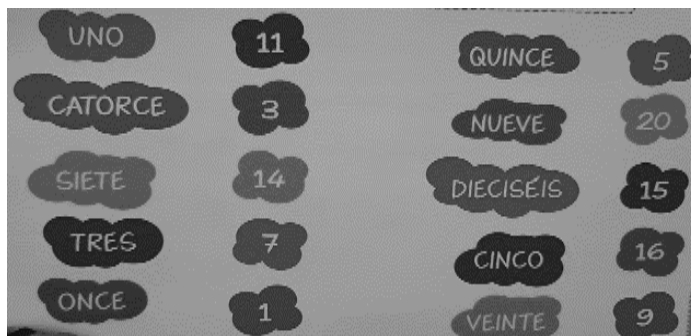 UNO 11
CATORCE 3
SIETE 14
TRES 7
ONCE 1
QUINCE 5
NUEVE 20
DIECISÉIS 15
CINCO 16
VEINTE 9